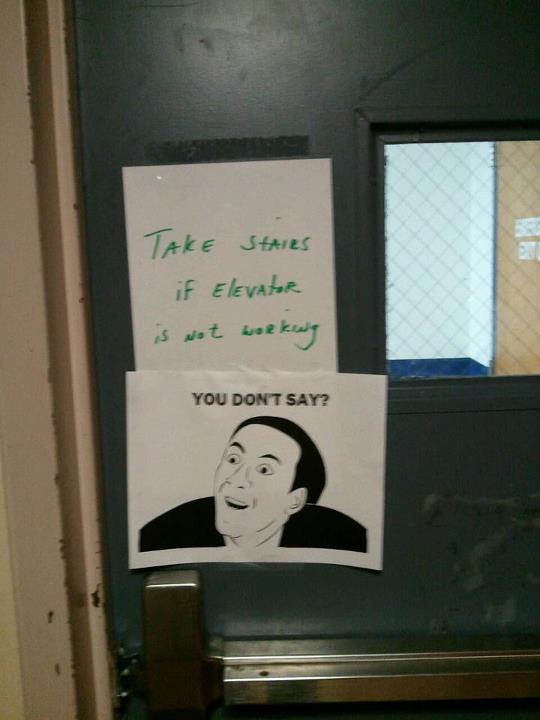 TAKE STAIRS
if ElEVAtoR
is Not woRkiNg
YOU DON'T SAY?